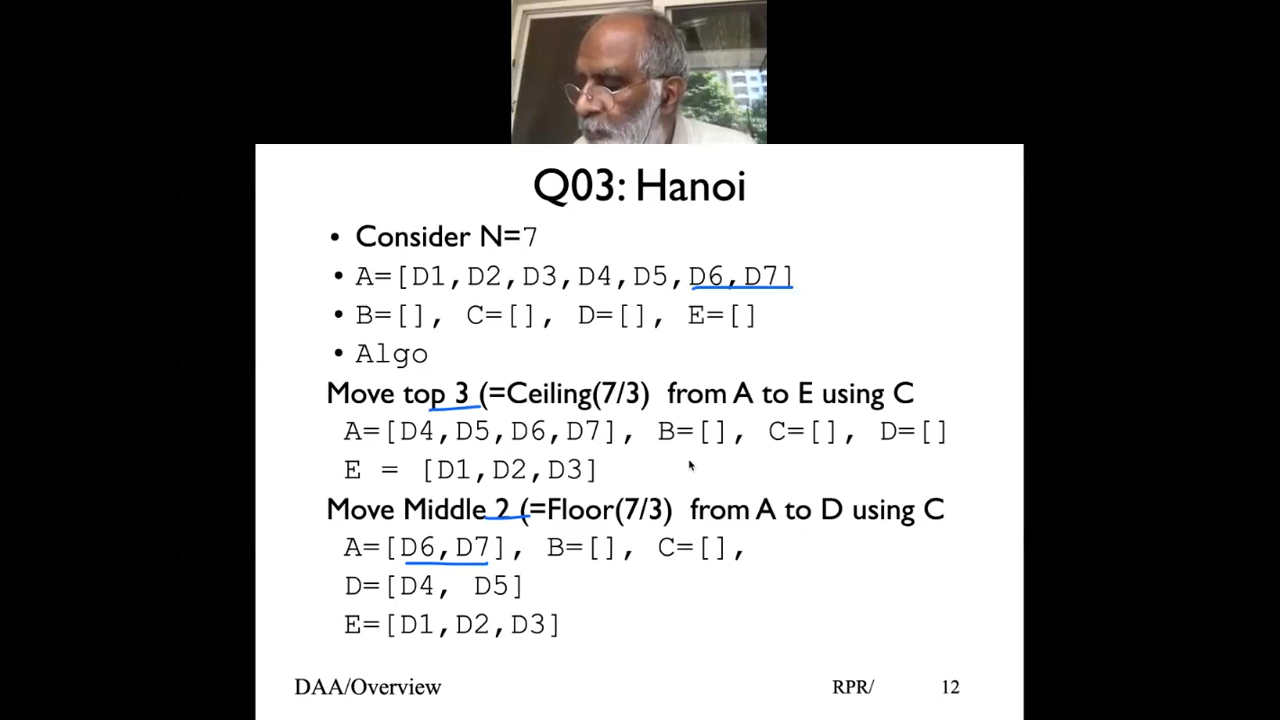 Q03: Hanoi
• Consider N=7
• A=[D1,D2,D3,D4,D5,D6,D7]
• B=[], C=[], D=[], E=[]
• Algo
Move top 3 (=Ceiling(7/3) from A to E using C
A=[D4,D5,D6,D7], B=[], C=[], D=[]
E = [D1,D2,D3]
Move Middle 2 (=Floor(7/3) from A to D using C
A=[D6,D7], B=[], C=[],
D=[D4, D5]
E=[D1,D2,D3]
DAA/Overview RPR/ 12